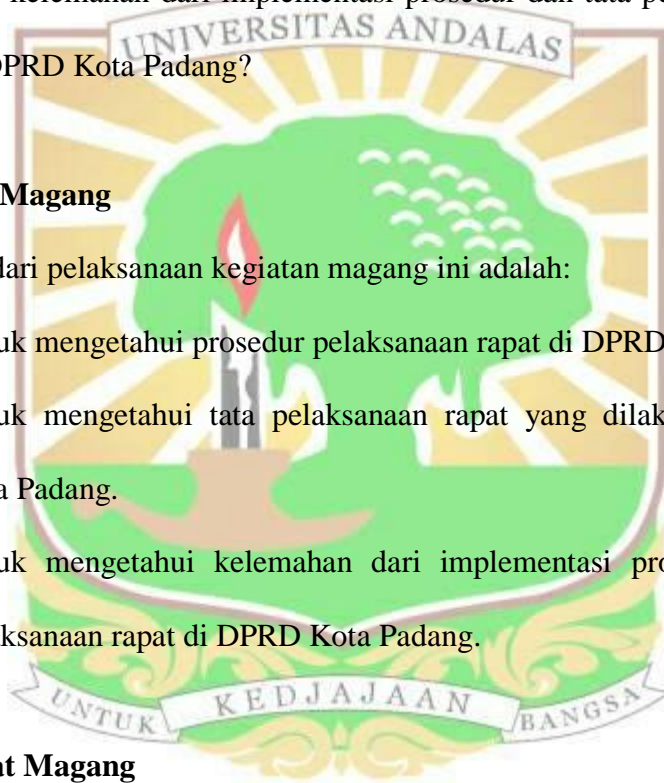 kelemahan dari implementasi prosedur dan tata pe
UNIVERSITAS ANDALAS
DPRD Kota Padang?
Magang
dari pelaksanaan kegiatan magang ini adalah:
uk mengetahui prosedur pelaksanaan rapat di DPRD
uk mengetahui tata pelaksanaan rapat yang dilak
a Padang.
uk mengetahui kelemahan dari implementasi pro
aksanaan rapat di DPRD Kota Padang.
UNTUK KEDJAJAAN BANGSA
at Magang